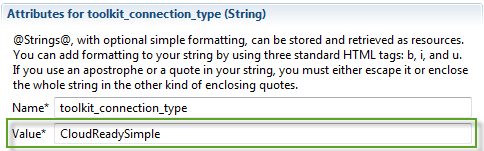 Attributes for toolkit_connection_type (String)
@Strings@, with optional simple formatting, can be stored and retrieved as resources.
You can add formatting to your string by using three standard HTML tags: b, i, and u.
If you use an apostrophe or a quote in your string, you must either escape it or enclose
the whole string in the other kind of enclosing quotes.
Name* toolkit_connection_type
Value* CloudReadySimple